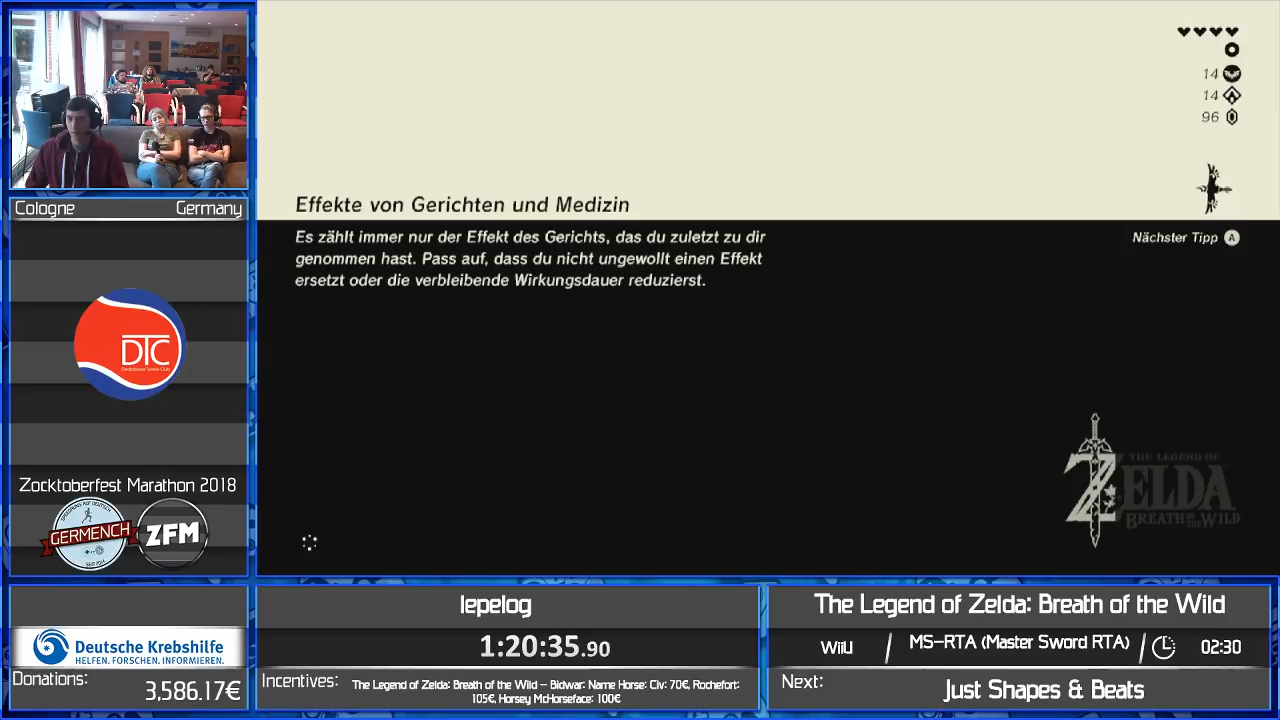 14
14
96
Effekte von Gerichten und Medizin
Es zählt immer nur der Effekt des Gerichts, das du zuletzt zu dir
genommen hast. Pass auf, dass du nicht ungewollt einen Effekt
ersetzt oder die verbleibende Wirkungsdauer reduzierst.
Nächster Tipp A
THE LEGEND OF
ZELDA
BREATH OF THE WILD
Cologne Germany
DTC
Zocktoberfest Marathon 2018
GERMENCH
ZFM
Deutsche Krebshilfe
HELFEN. FORSCHEN. INFORMIEREN.
Donations: 3,586.17€
lepelog
1:20:35.90
Incentives: The Legend of Zelda: Breath of the Wild – Bidwar: Name Horse: Civ: 70€, Rochefort:
105€, Horsey McHorseface: 100€
The Legend of Zelda: Breath of the Wild
WiiU / MS-RTA (Master Sword RTA) / 02:30
Next: Just Shapes & Beats